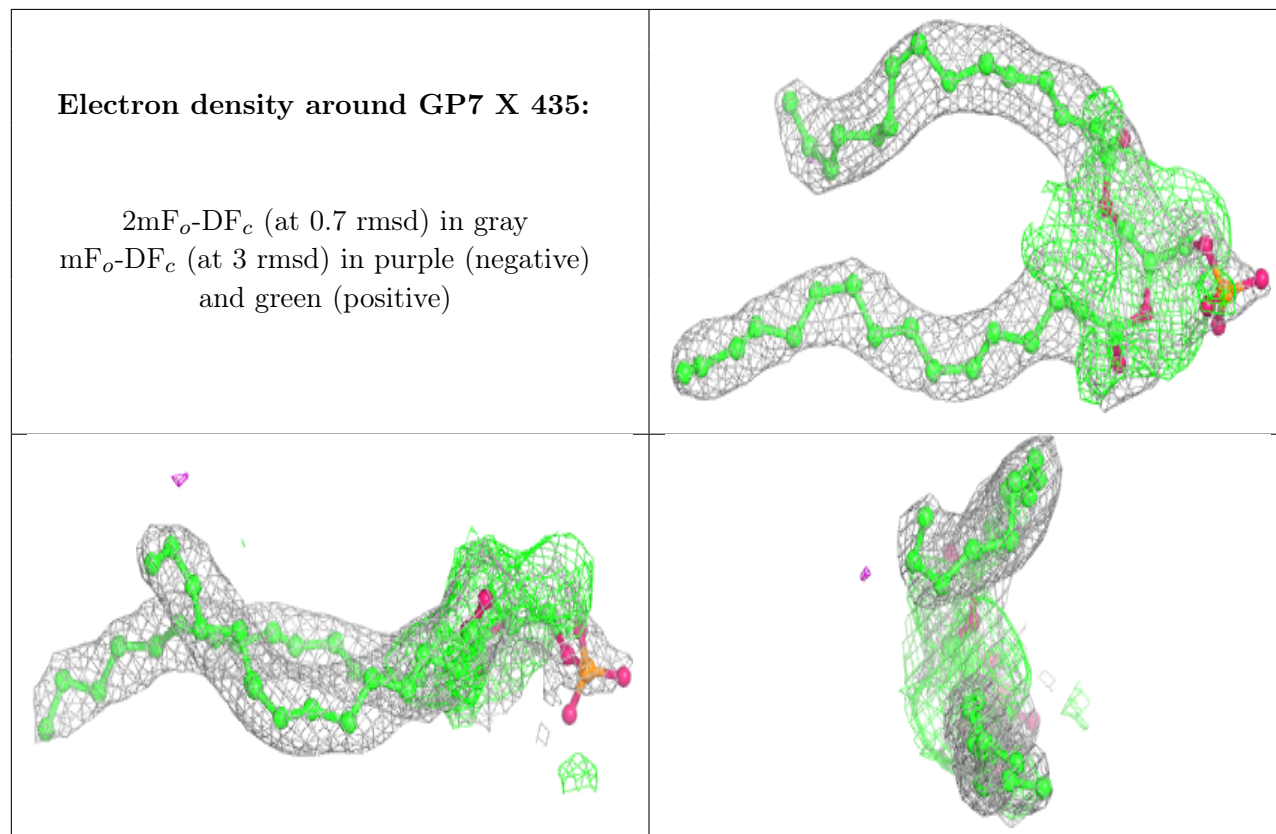 Electron density around GP7 X 435:
2mFo-DFc (at 0.7 rmsd) in gray
mFo-DFc (at 3 rmsd) in purple (negative)
and green (positive)